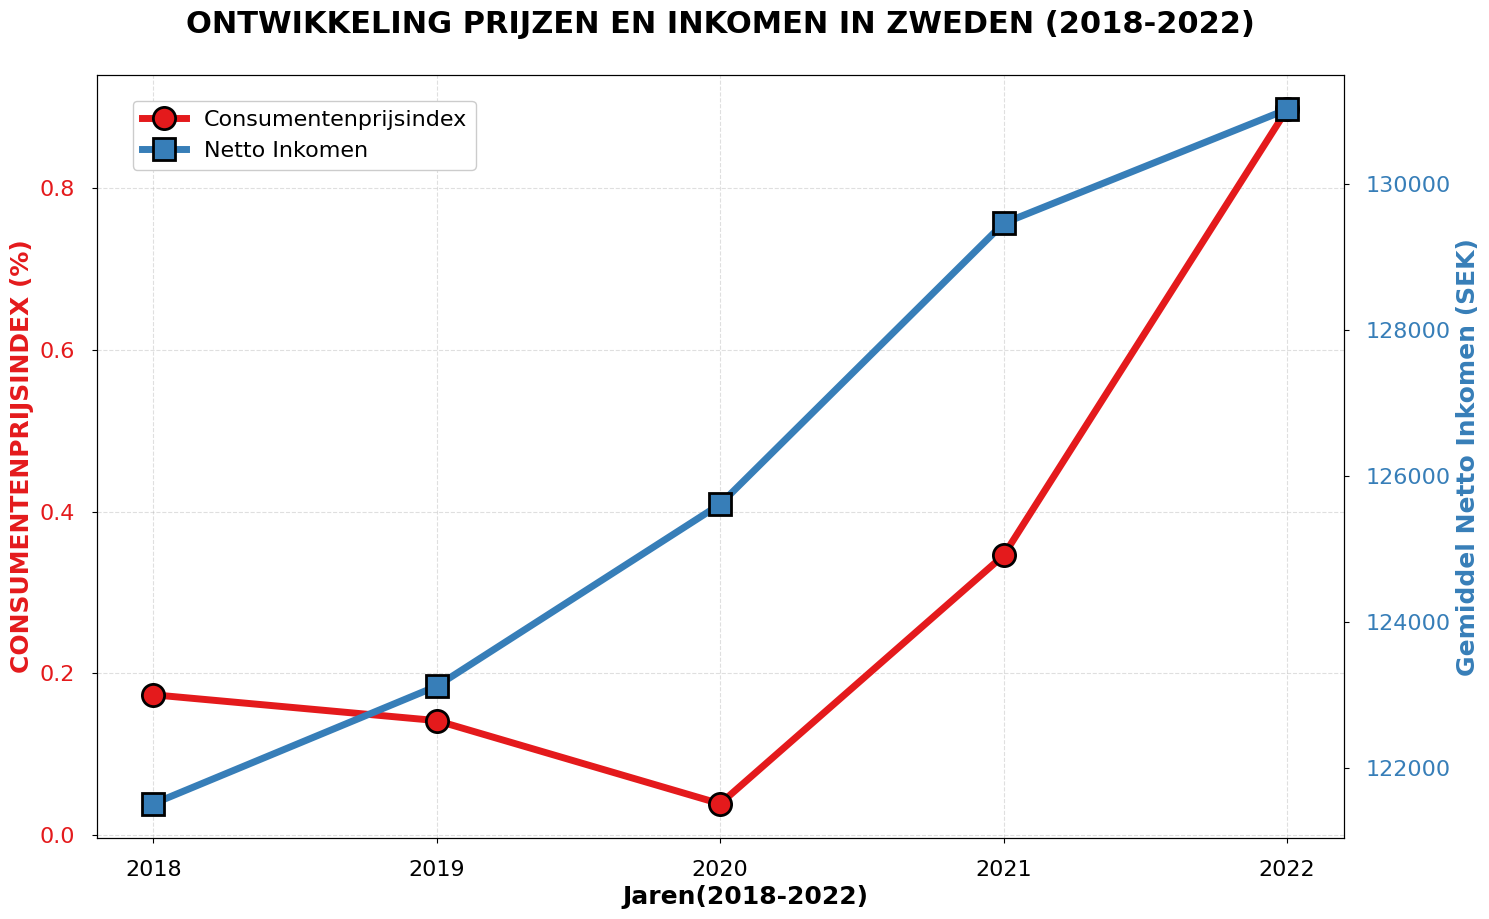 ONTWIKKELING PRIJZEN EN INKOMEN IN ZWEDEN (2018-2022)
Consumentenprijsindex
Netto Inkomen
CONSUMENTENPRIJSINDEX (%)
0.8
0.6
0.4
0.2
0.0
130000
128000
126000
124000
122000
Gemiddel Netto Inkomen (SEK)
2018 2019 2020 2021 2022
Jaren(2018-2022)